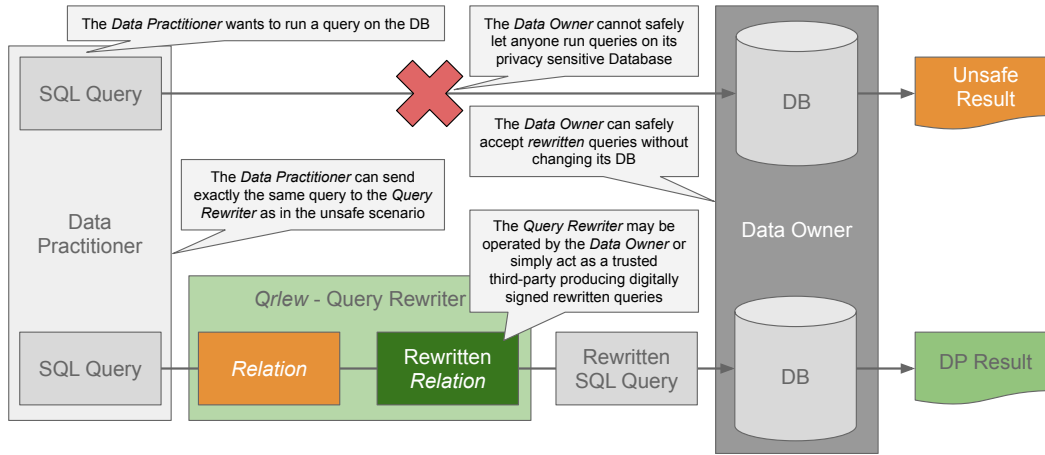 The Data Practitioner wants to run a query on the DB
The Data Owner cannot safely
let anyone run queries on its
privacy sensitive Database
SQL Query
DB
Unsafe
Result
The Data Owner can safely
accept rewritten queries without
changing its DB
The Data Practitioner can send
exactly the same query to the Query
Rewriter as in the unsafe scenario
Data
Practitioner
Data Owner
The Query Rewriter may be
operated by the Data Owner or
simply act as a trusted
third-party producing digitally
signed rewritten queries
Qrlew - Query Rewriter
SQL Query
Relation
Rewritten
Relation
Rewritten
SQL Query
DB
DP Result